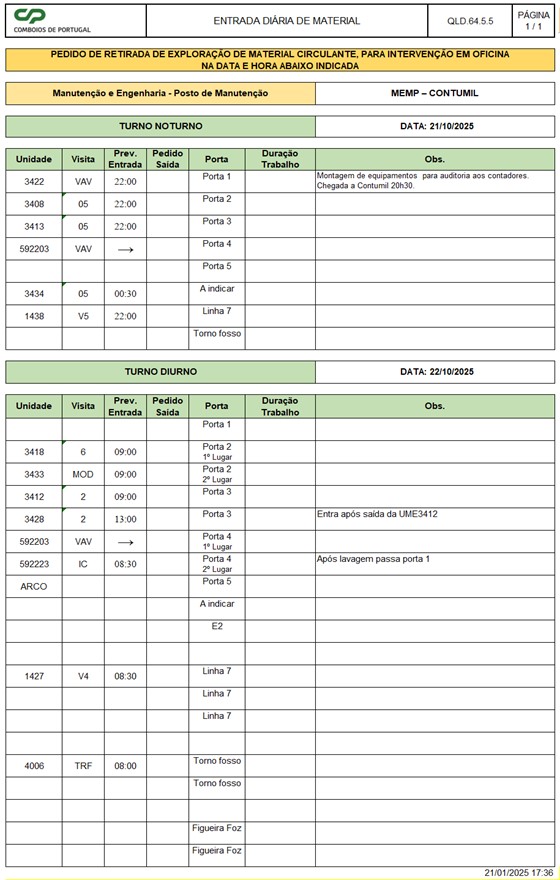 CP
COMBOIOS DE PORTUGAL
ENTRADA DIÁRIA DE MATERIAL
QLD.64.5.5
PÁGINA
1 / 1
PEDIDO DE RETIRADA DE EXPLORAÇÃO DE MATERIAL CIRCULANTE, PARA INTERVENÇÃO EM OFICINA
NA DATA E HORA ABAIXO INDICADA
Manutenção e Engenharia - Posto de Manutenção
MEMP – CONTUMIL
TURNO NOTURNO
DATA: 21/10/2025
Unidade Visita Prev. Entrada Pedido Saída Porta Duração Trabalho Obs.
3422 VAV 22:00 Porta 1 Montagem de equipamentos para auditoria aos contadores.
Chegada a Contumil 20h30.
3408 05 22:00 Porta 2
3413 05 22:00 Porta 3
592203 VAV → Porta 4
Porta 5
3434 05 00:30 A indicar
1438 V5 22:00 Linha 7
Torno fosso
TURNO DIURNO
DATA: 22/10/2025
Unidade Visita Prev. Entrada Pedido Saída Porta Duração Trabalho Obs.
Porta 1
3418 6 09:00 Porta 2
1º Lugar
3433 MOD 09:00 Porta 2
2º Lugar
3412 2 09:00 Porta 3
3428 2 13:00 Porta 3 Entra após saída da UME3412
592203 VAV → Porta 4
1º Lugar
592223 IC 08:30 Porta 4 Após lavagem passa porta 1
2º Lugar
ARCO Porta 5
A indicar
E2
1427 V4 08:30 Linha 7
Linha 7
Linha 7
4006 TRF 08:00 Torno fosso
Torno fosso
Figueira Foz
Figueira Foz
21/01/2025 17:36